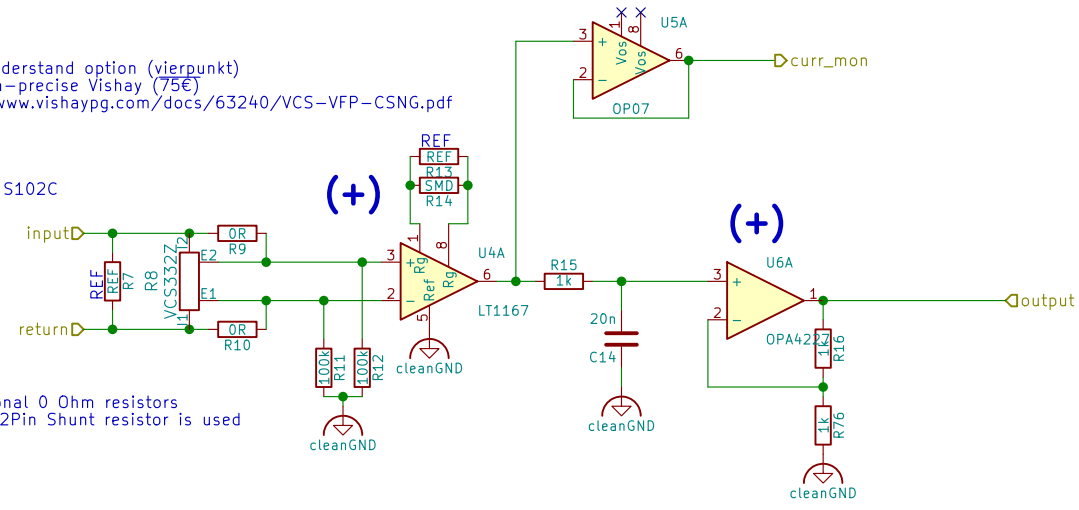 derstand option (vierpunkt)
-precise Vishay (75€)
www.vishaypg.com/docs/63240/VCS-VFP-CSNG.pdf
S102C
(+)
(+)
1
8
3
2
6
+
-
Vos
Vos
U5A
OP07
curr_mon
REF
REF
R13
SMD
R14
input
return
REF
REF
R7
R8
VCS332Z
I2
I1
E2
E1
0R
R9
0R
R10
100k
R11
100k
R12
cleanGND
3
2
1
8
6
5
+
-
Rg
Rg
Ref
U4A
LT1167
cleanGND
R15
1k
20n
C14
cleanGND
3
2
1
+
-
U6A
OPA4227
1k
R16
1k
R76
cleanGND
output
nal 0 Ohm resistors
2Pin Shunt resistor is used